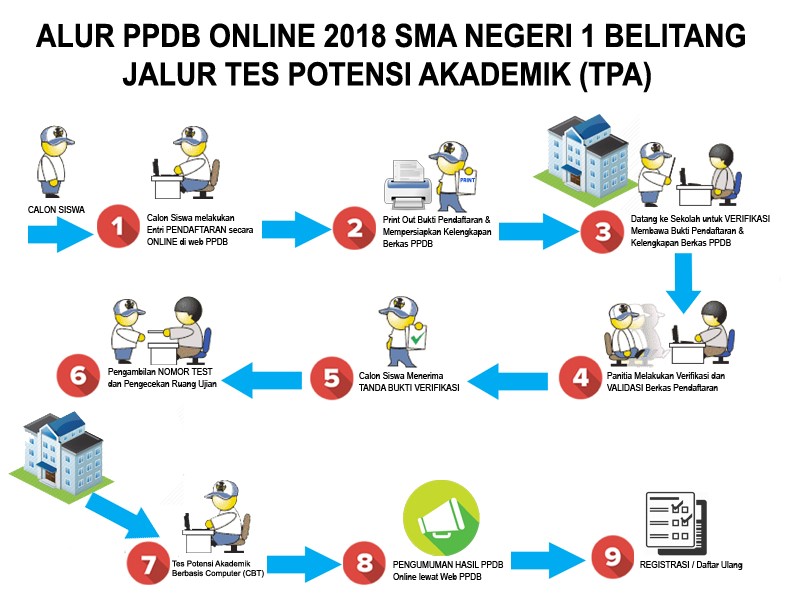 ALUR PPDB ONLINE 2018 SMA NEGERI 1 BELITANG
JALUR TES POTENSI AKADEMIK (TPA)
CALON SISWA
1
Calon Siswa melakukan
Entri PENDAFTARAN secara
ONLINE di web PPDB
PRINT
2
Print Out Bukti Pendaftaran &
Mempersiapkan Kelengkapan
Berkas PPDB
3
Datang ke Sekolah untuk VERIFIKASI
Membawa Bukti Pendaftaran &
Kelengkapan Berkas PPDB
4
Panitia Melakukan Verifikasi dan
VALIDASI Berkas Pendaftaran
5
Calon Siswa Menerima
TANDA BUKTI VERIFIKASI
6
Pengambilan NOMOR TEST
dan Pengecekan Ruang Ujian
7
Tes Potensi Akademik
Berbasis Computer (CBT)
8
PENGUMUMAN HASIL PPDB
Online lewat Web PPDB
9
REGISTRASI / Daftar Ulang